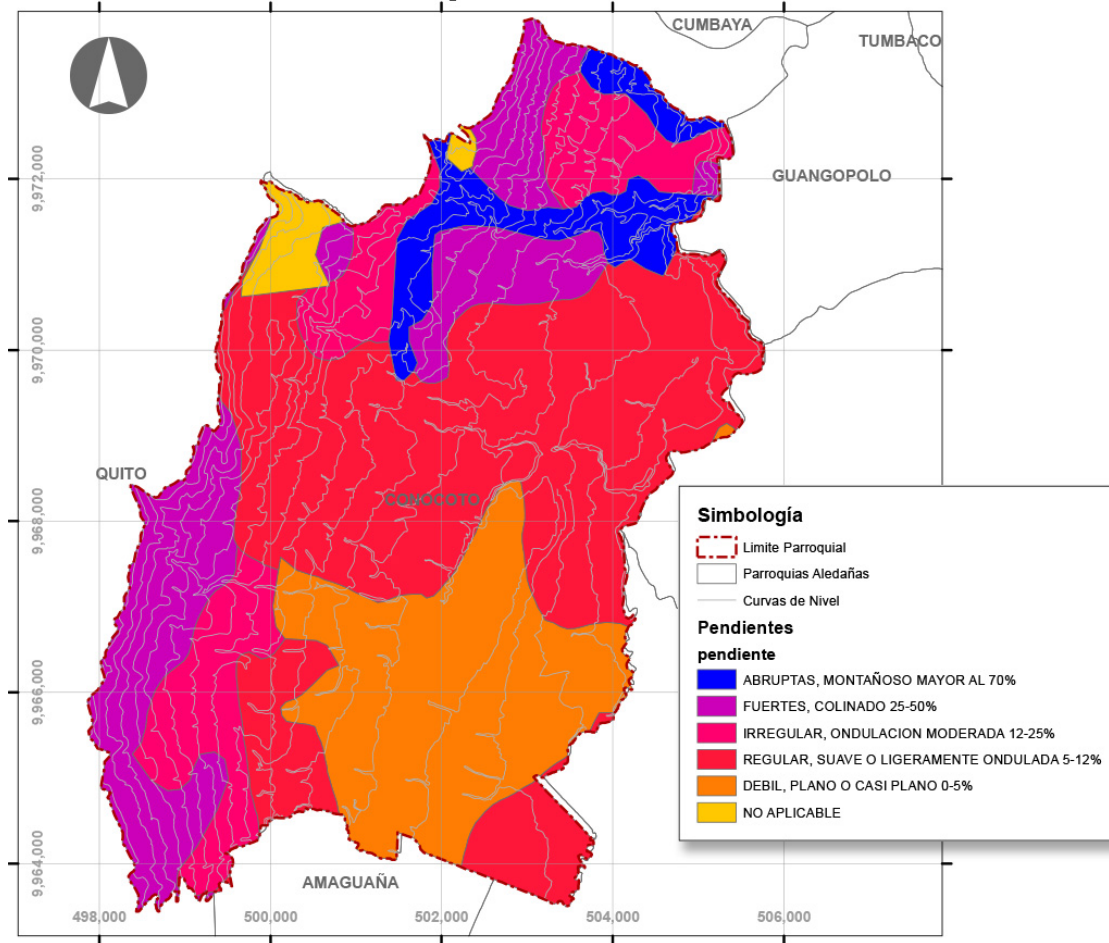 CUMBAYA
TUMBACO
GUANGOPOLO
QUITO
CONOCOTO
AMAGUAÑA
9,972,000
9,970,000
9,968,000
9,966,000
9,964,000
498,000
500,000
502,000
504,000
506,000
Simbología
Limite Parroquial
Parroquias Aledañas
Curvas de Nivel
Pendientes
pendiente
ABRUPTAS, MONTAÑOSO MAYOR AL 70%
FUERTES, COLINADO 25-50%
IRREGULAR, ONDULACION MODERADA 12-25%
REGULAR, SUAVE O LIGERAMENTE ONDULADA 5-12%
DEBIL, PLANO O CASI PLANO 0-5%
NO APLICABLE